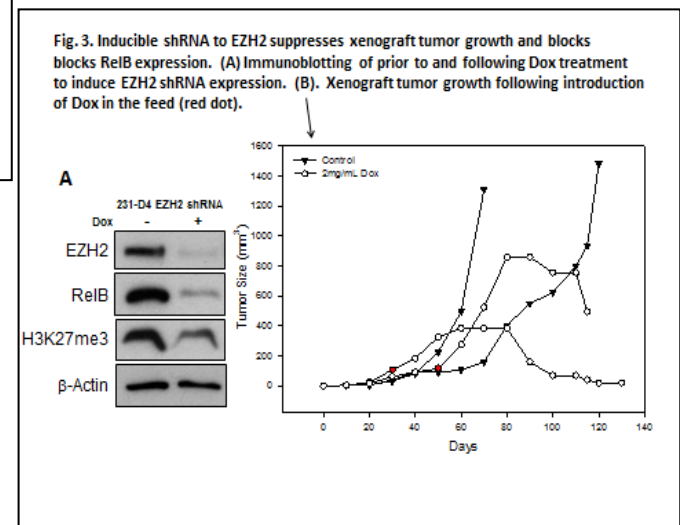 Fig. 3. Inducible shRNA to EZH2 suppresses xenograft tumor growth and blocks
blocks RelB expression. (A) Immunoblotting of prior to and following Dox treatment
to induce EZH2 shRNA expression. (B). Xenograft tumor growth following introduction
of Dox in the feed (red dot).
A
231-D4 EZH2 shRNA
Dox - +
EZH2
RelB
H3K27me3
β-Actin
Tumor Size (mm³)
1600
1400
1200
1000
800
600
400
200
0
Control
2mg/mL Dox
0 20 40 60 80 100 120 140
Days